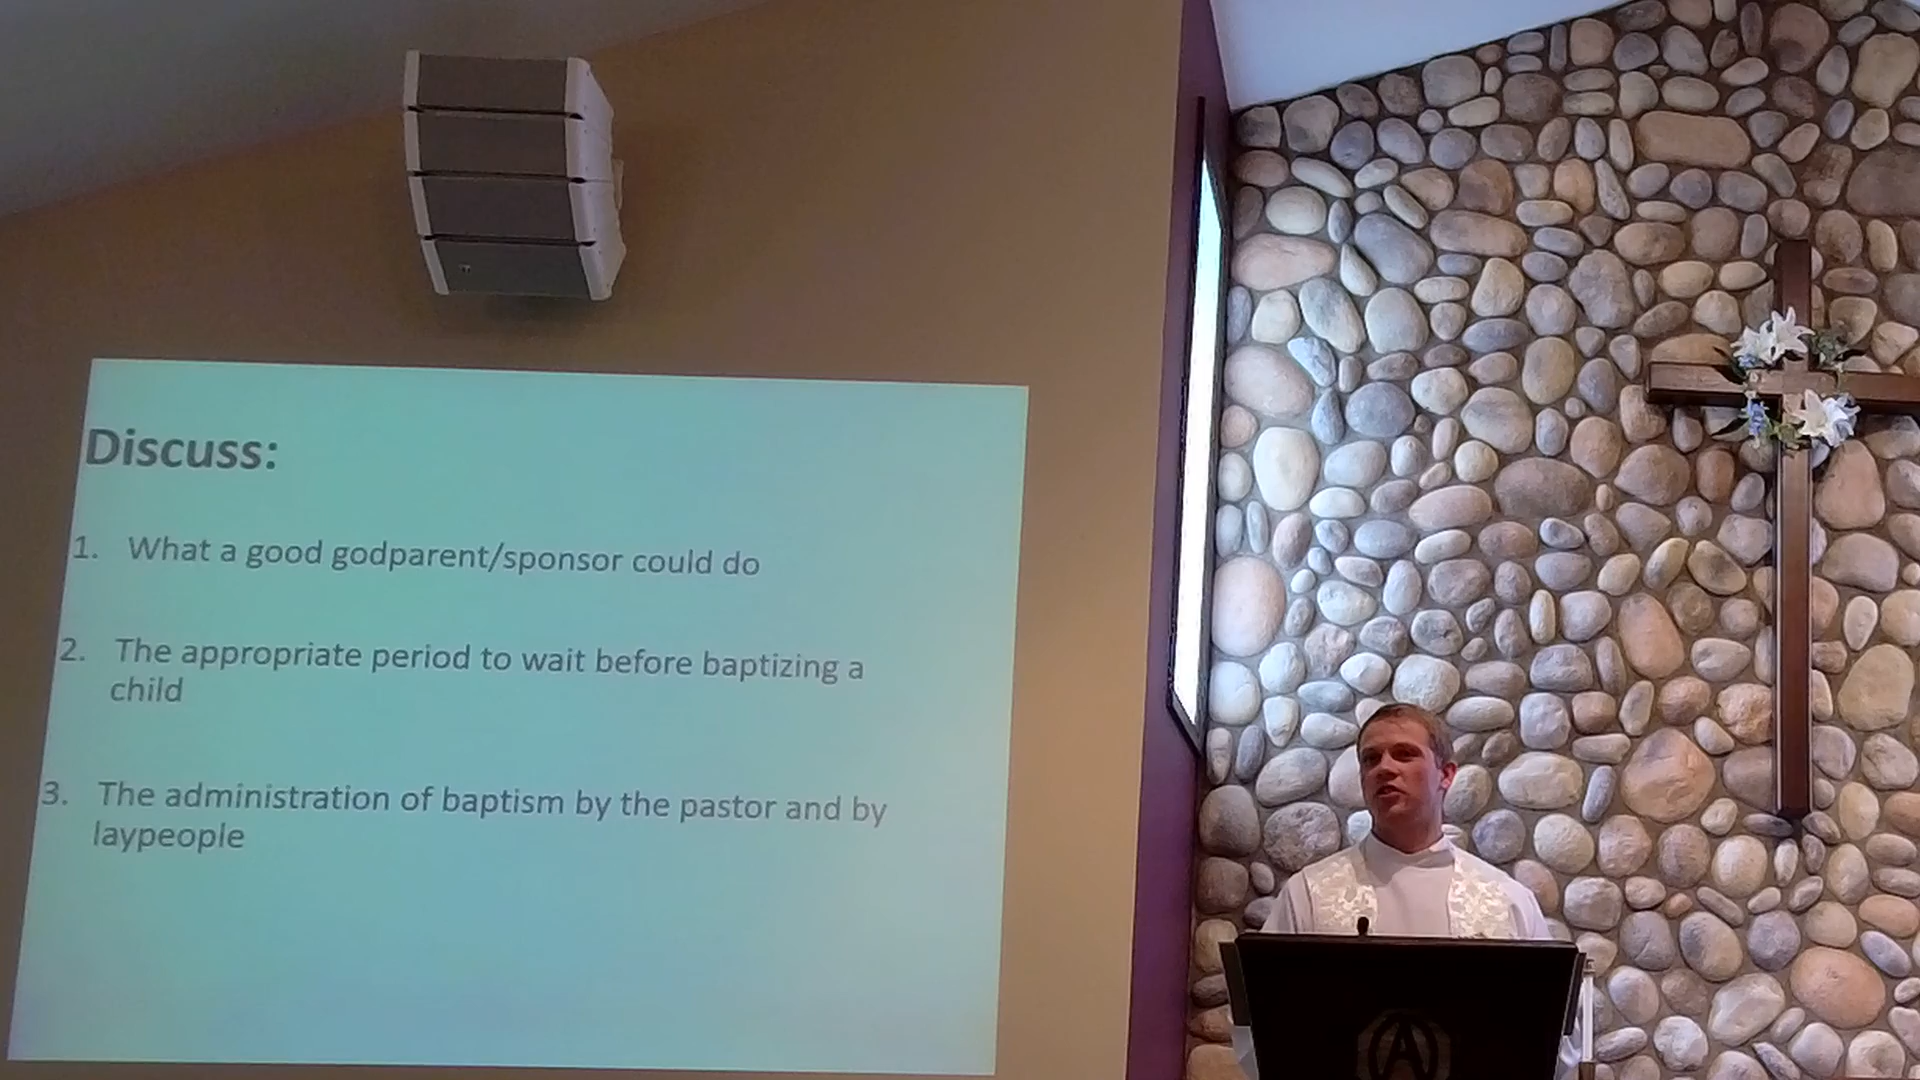 Discuss:
1. What a good godparent/sponsor could do
2. The appropriate period to wait before baptizing a
child
3. The administration of baptism by the pastor and by
laypeople